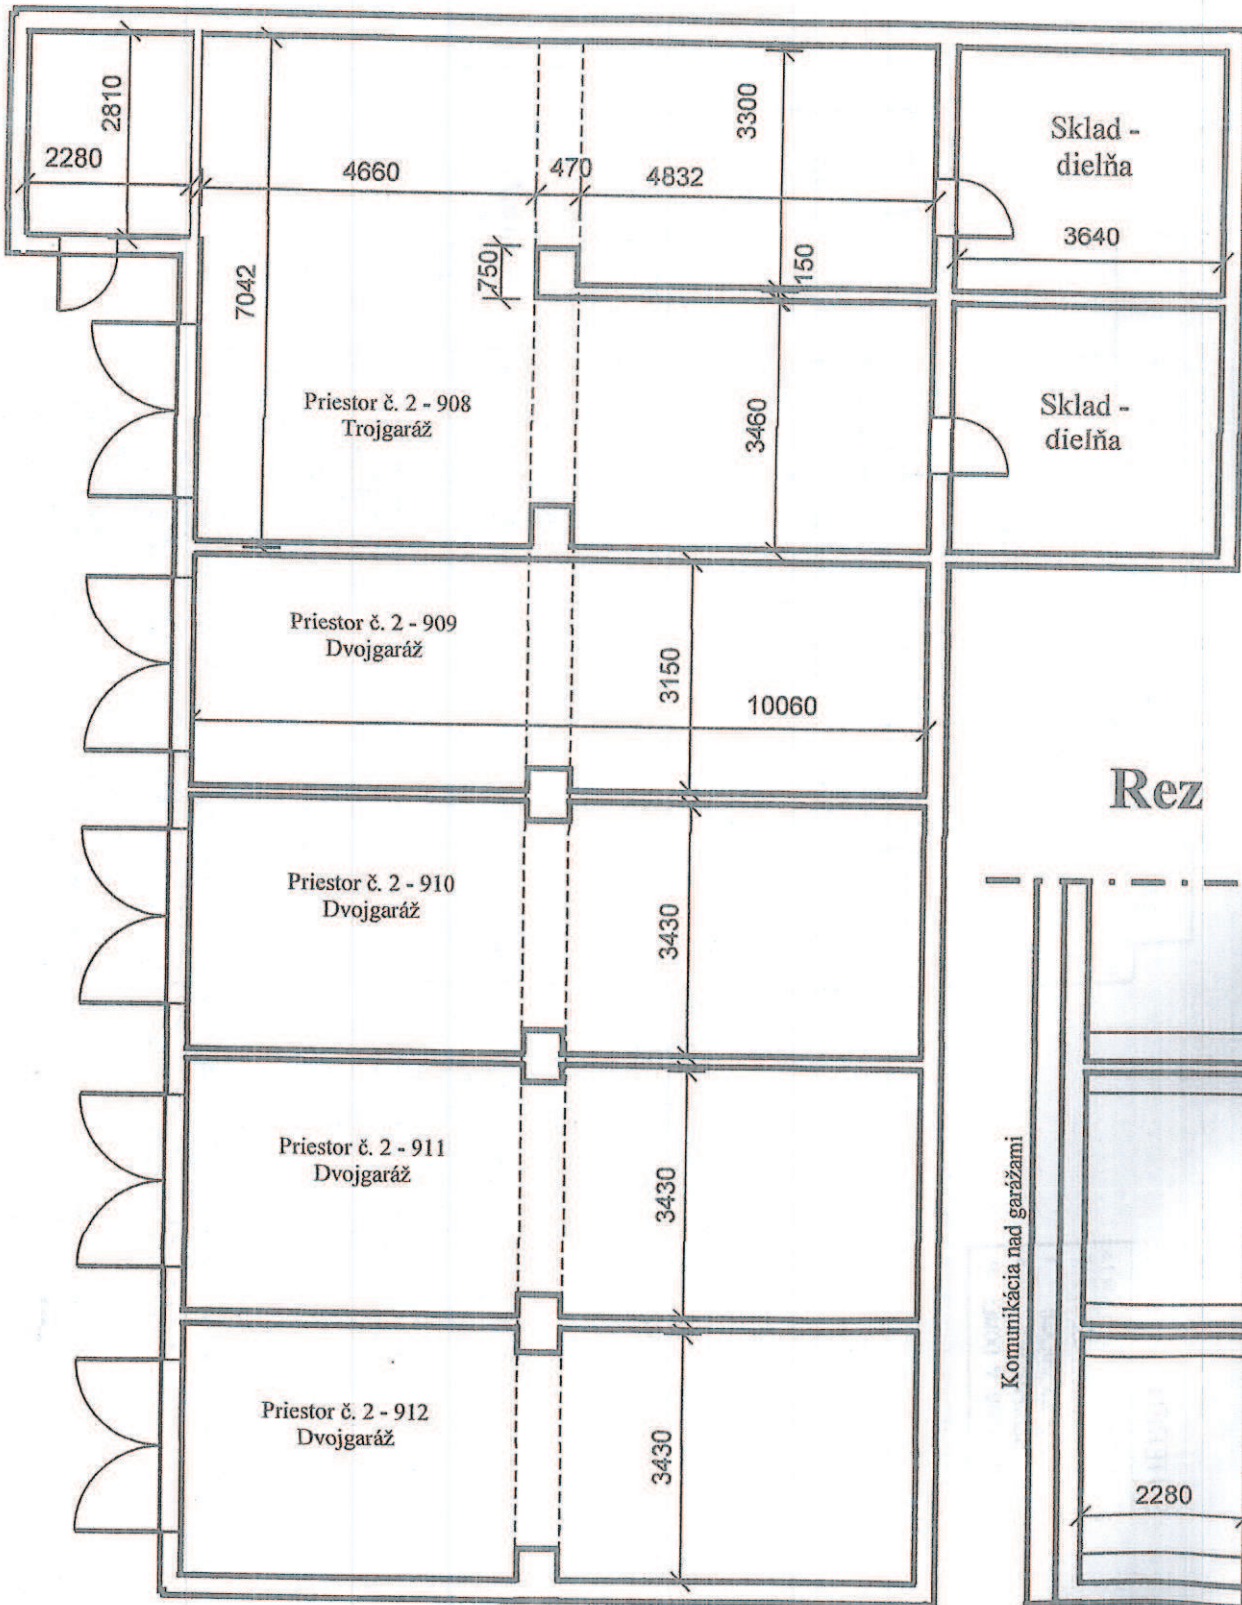 2810
2280
4660
470
4832
3300
Sklad -
dielňa
3640
7042
750
150
Priestor č. 2 - 908
Trojgaráž
3460
Sklad -
dielňa
Priestor č. 2 - 909
Dvojgaráž
3150
10060
Rez
Priestor č. 2 - 910
Dvojgaráž
3430
Priestor č. 2 - 911
Dvojgaráž
3430
Komunikácia nad garážami
Priestor č. 2 - 912
Dvojgaráž
3430
2280